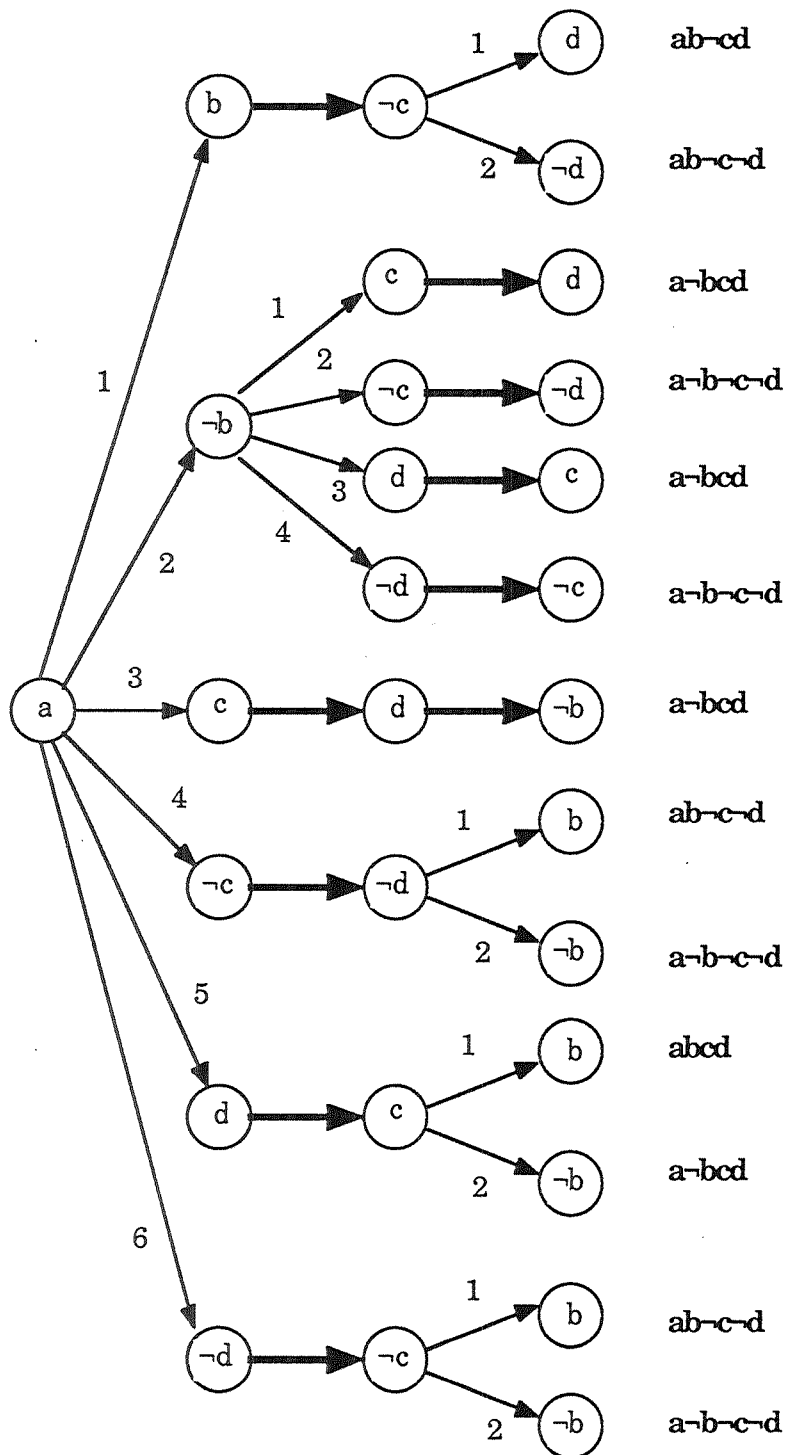 1 d ab¬cd
b ¬c
2 ¬d ab¬c¬d
c d a¬bcd
1
2
1 ¬c ¬d a¬b¬c¬d
¬b
3 d c a¬bcd
4
2 ¬d ¬c a¬b¬c¬d
3
a c d ¬b a¬bcd
4 1 b ab¬c¬d
¬c ¬d
2 ¬b a¬b¬c¬d
5
1 b abcd
d c
2 ¬b a¬bcd
6
1 b ab¬c¬d
¬d ¬c
2 ¬b a¬b¬c¬d